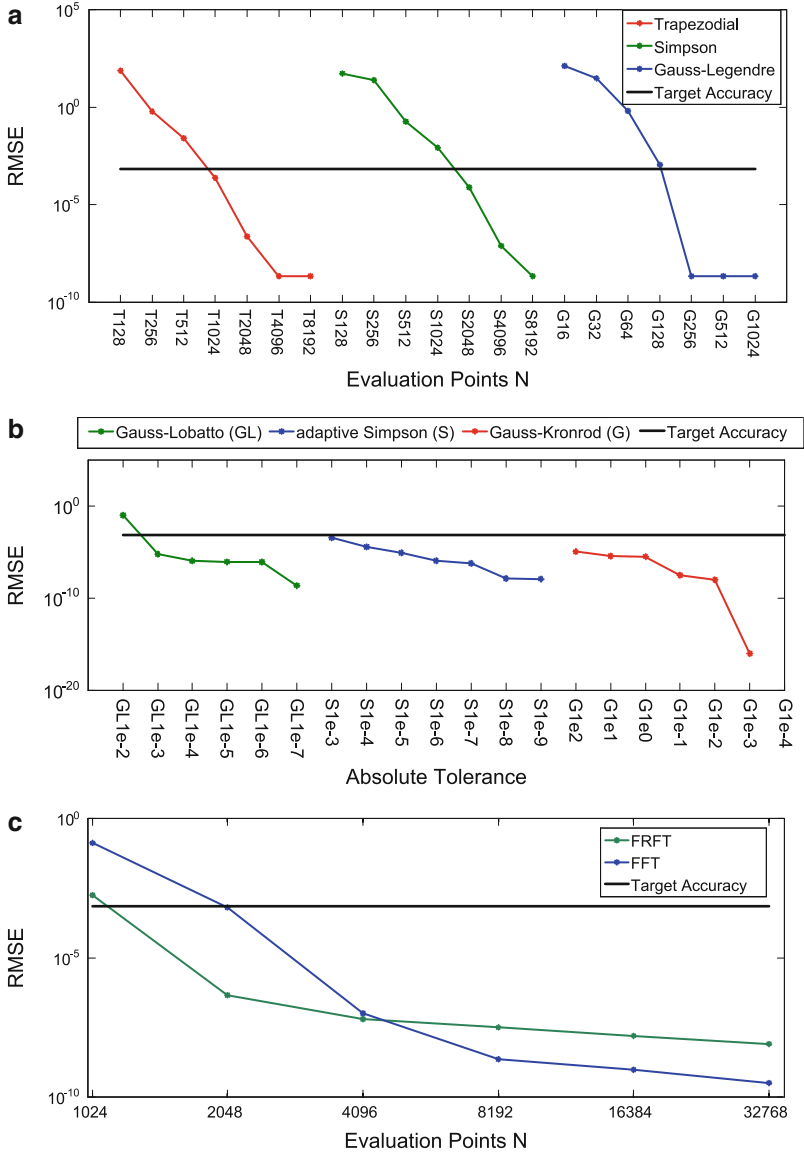 a
10^5
10^0
10^-5
10^-10
RMSE
Trapezodial
Simpson
Gauss-Legendre
Target Accuracy
T128
T256
T512
T1024
T2048
T4096
T8192
S128
S256
S512
S1024
S2048
S4096
S8192
G16
G32
G64
G128
G256
G512
G1024
Evaluation Points N
b
Gauss-Lobatto (GL) adaptive Simpson (S) Gauss-Kronrod (G) Target Accuracy
10^0
10^-10
10^-20
RMSE
GL1e-2
GL1e-3
GL1e-4
GL1e-5
GL1e-6
GL1e-7
S1e-3
S1e-4
S1e-5
S1e-6
S1e-7
S1e-8
S1e-9
G1e2
G1e1
G1e0
G1e-1
G1e-2
G1e-3
G1e-4
Absolute Tolerance
c
10^0
10^-5
10^-10
RMSE
FRFT
FFT
Target Accuracy
1024 2048 4096 8192 16384 32768
Evaluation Points N